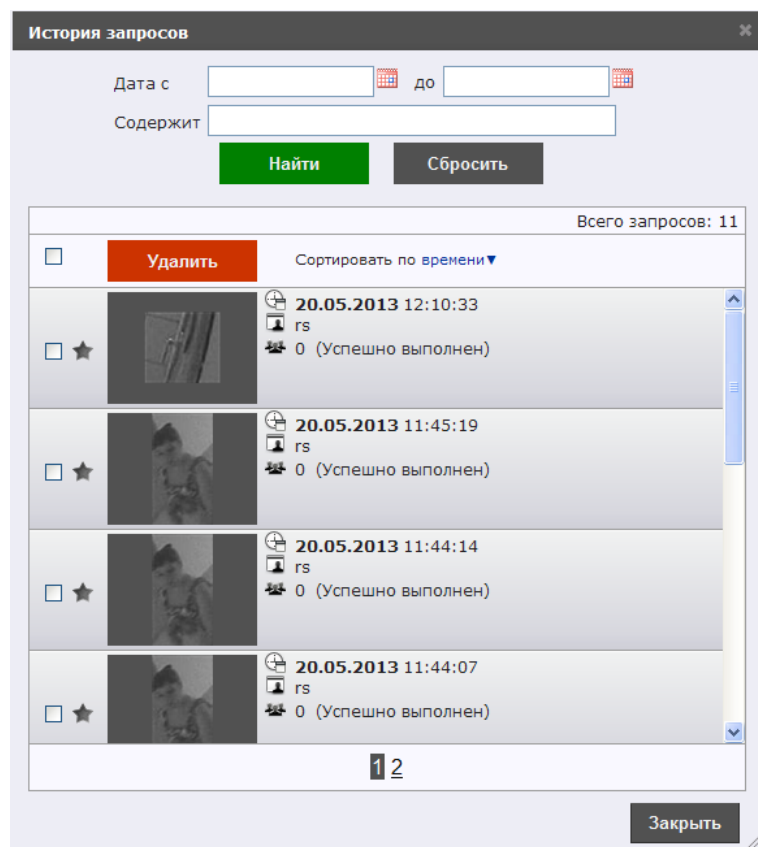 История запросов
Дата с до
Содержит
Найти Сбросить
Всего запросов: 11
Удалить Сортировать по времени▼
20.05.2013 12:10:33
rs
0 (Успешно выполнен)
20.05.2013 11:45:19
rs
0 (Успешно выполнен)
20.05.2013 11:44:14
rs
0 (Успешно выполнен)
20.05.2013 11:44:07
rs
0 (Успешно выполнен)
1 2
Закрыть